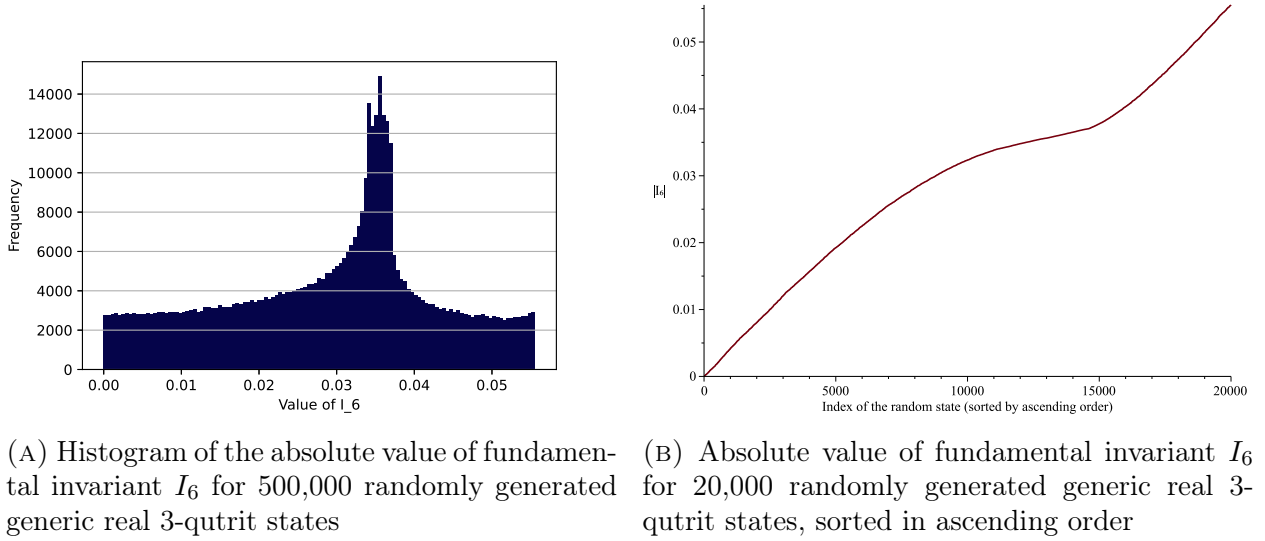 14000
12000
10000
8000
6000
4000
2000
0
Frequency
0.00 0.01 0.02 0.03 0.04 0.05
Value of I_6
0.05
0.04
0.03
0.02
0.01
0
|I₆|
0 5000 10000 15000 20000
Index of the random state (sorted by ascending order)
(A) Histogram of the absolute value of fundamen-
tal invariant I₆ for 500,000 randomly generated
generic real 3-qutrit states
(B) Absolute value of fundamental invariant I₆
for 20,000 randomly generated generic real 3-
qutrit states, sorted in ascending order